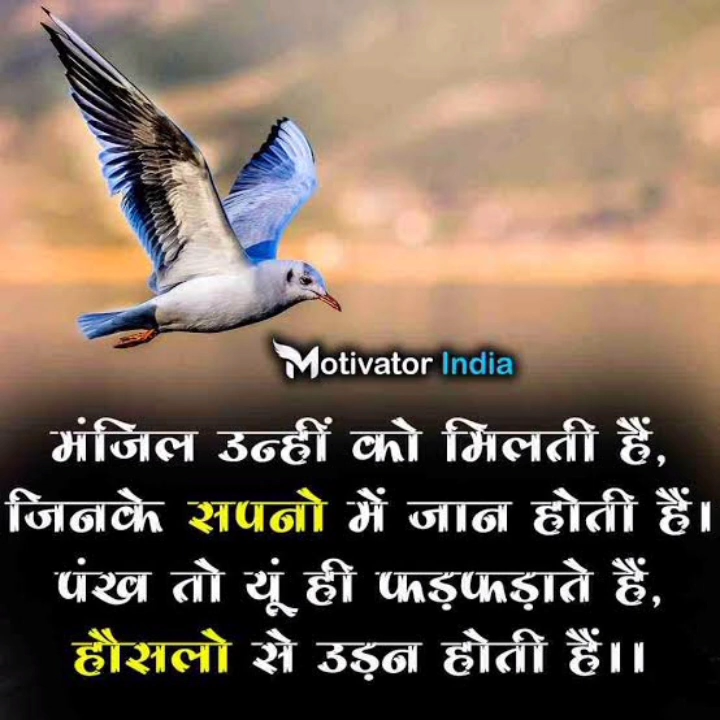 Motivator India
मंजिल उन्हीं को मिलती हैं,
जिनके सपनो में जान होती हैं।
पंख तो यूं ही फड़फड़ाते हैं,
हौसलो से उड़न होती हैं।।